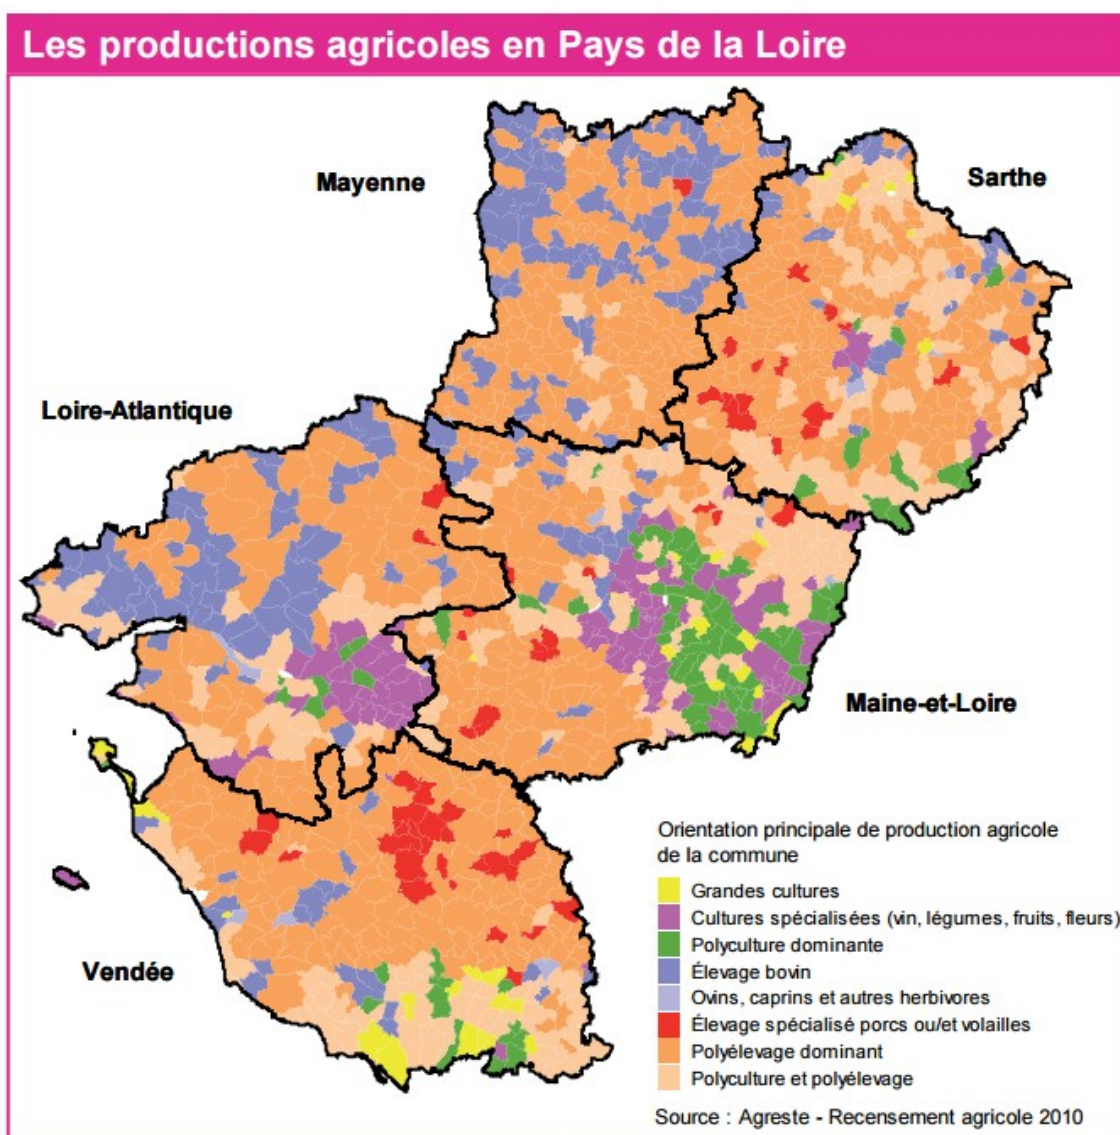 Les productions agricoles en Pays de la Loire
Mayenne
Sarthe
Loire-Atlantique
Maine-et-Loire
Vendée
Orientation principale de production agricole
de la commune
Grandes cultures
Cultures spécialisées (vin, légumes, fruits, fleurs)
Polyculture dominante
Élevage bovin
Ovins, caprins et autres herbivores
Élevage spécialisé porcs ou/et volailles
Polyélevage dominant
Polyculture et polyélevage
Source : Agreste - Recensement agricole 2010